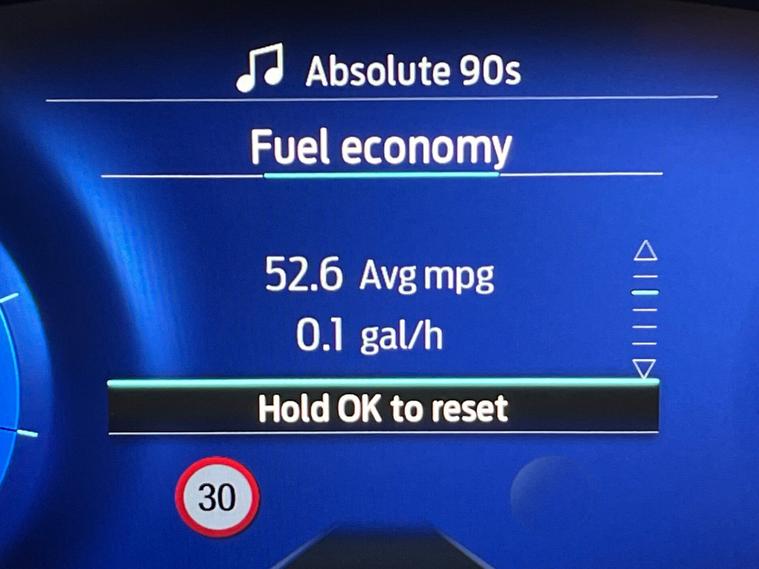 Absolute 90s
Fuel economy
52.6 Avg mpg
0.1 gal/h
Hold OK to reset
30